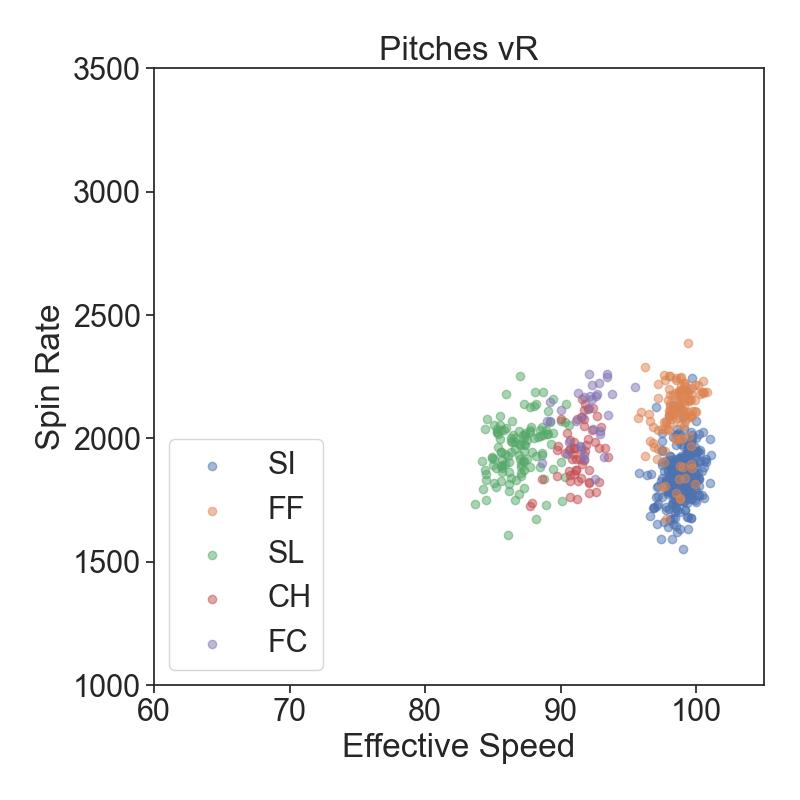 Pitches vR
3500
3000
2500
2000
1500
1000
Spin Rate
SI
FF
SL
CH
FC
60 70 80 90 100
Effective Speed